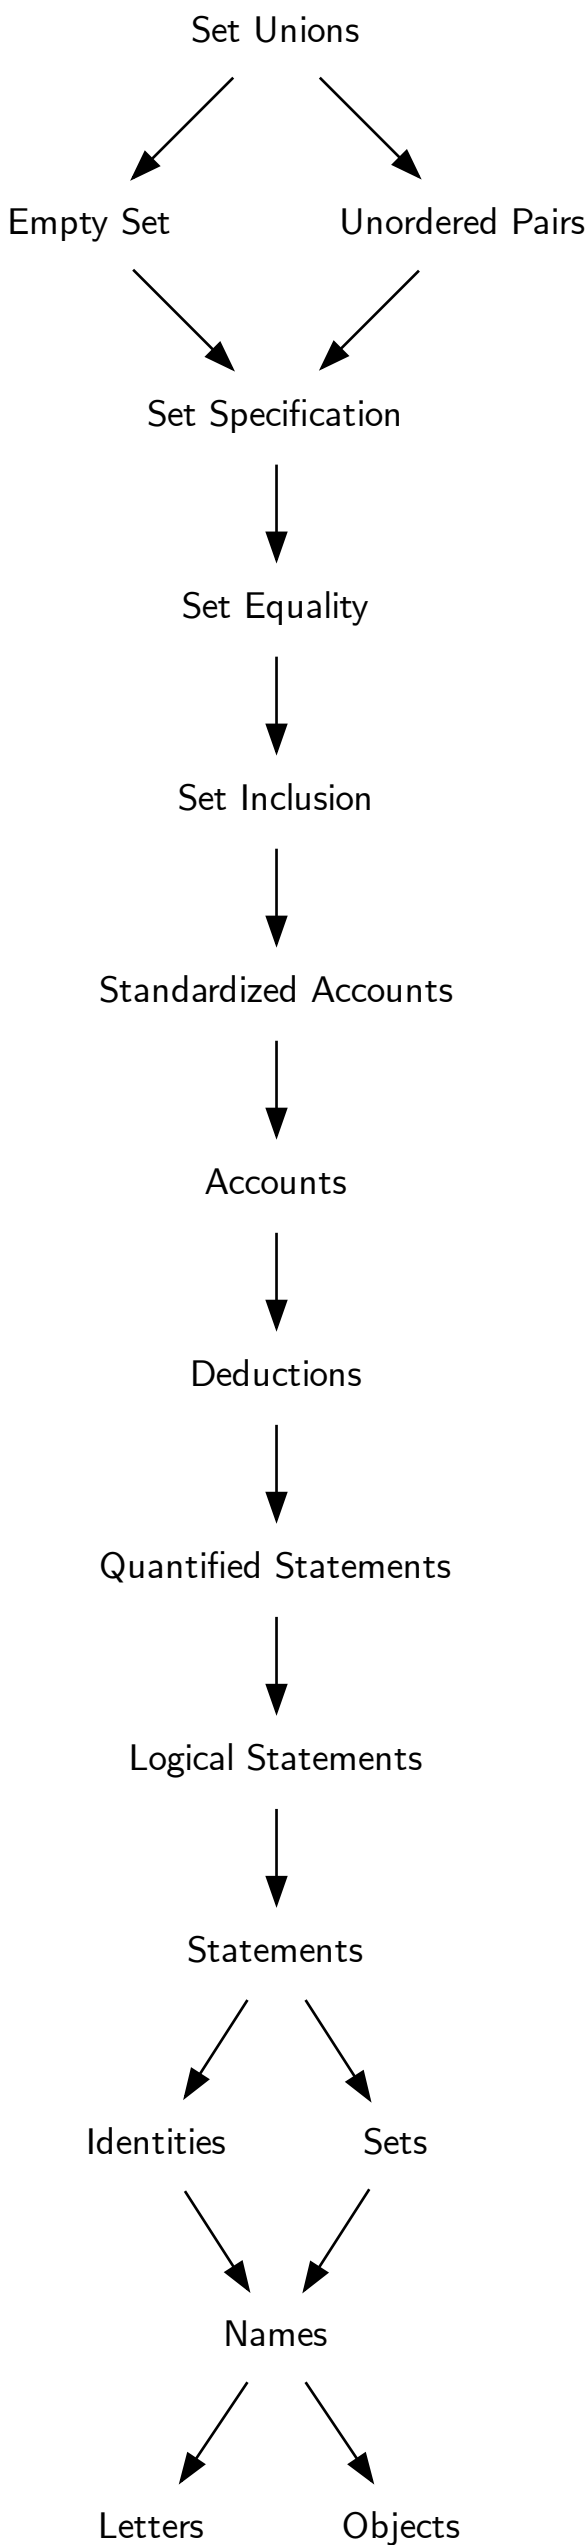 Set Unions
Empty Set
Unordered Pairs
Set Specification
Set Equality
Set Inclusion
Standardized Accounts
Accounts
Deductions
Quantified Statements
Logical Statements
Statements
Identities
Sets
Names
Letters
Objects